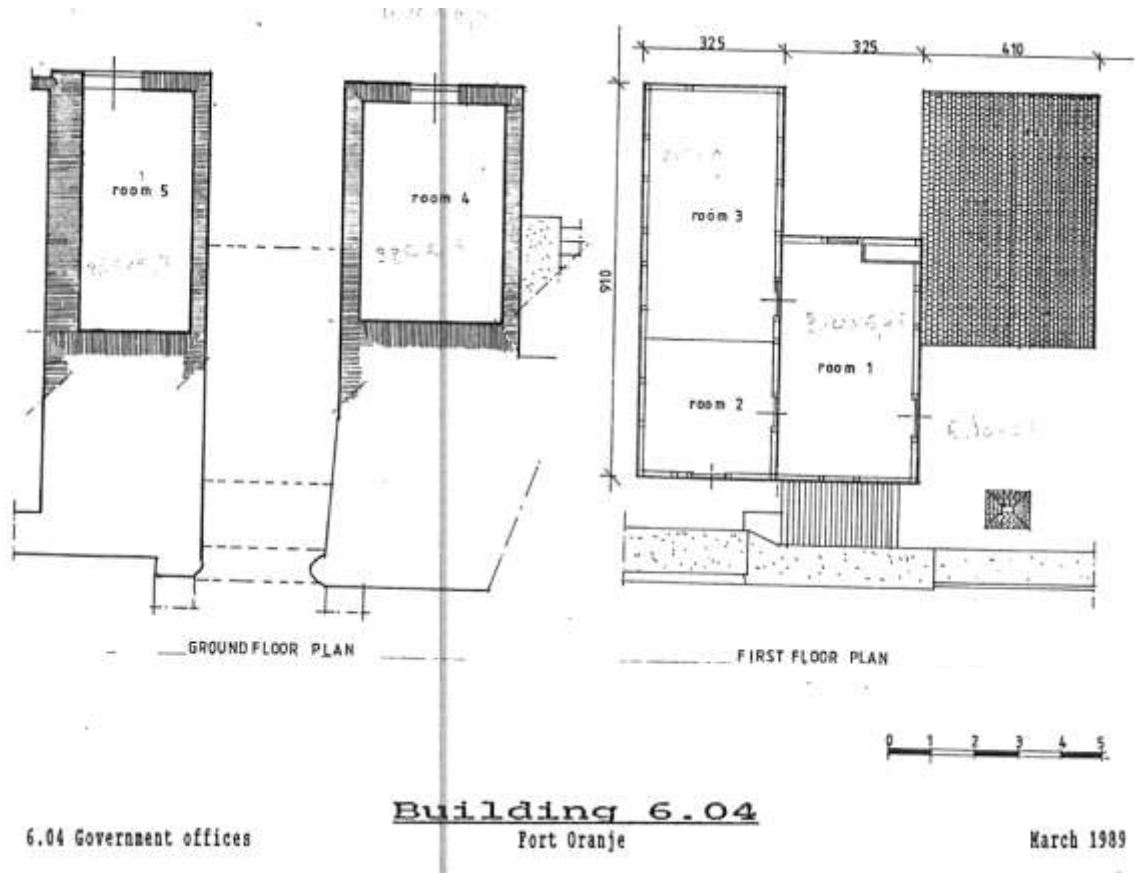 325 325 410
room 5
room 4
room 3
910
room 1
room 2
GROUND FLOOR PLAN
FIRST FLOOR PLAN
0 1 2 3 4 5
Building 6.04
6.04 Government offices
Fort Oranje
March 1989